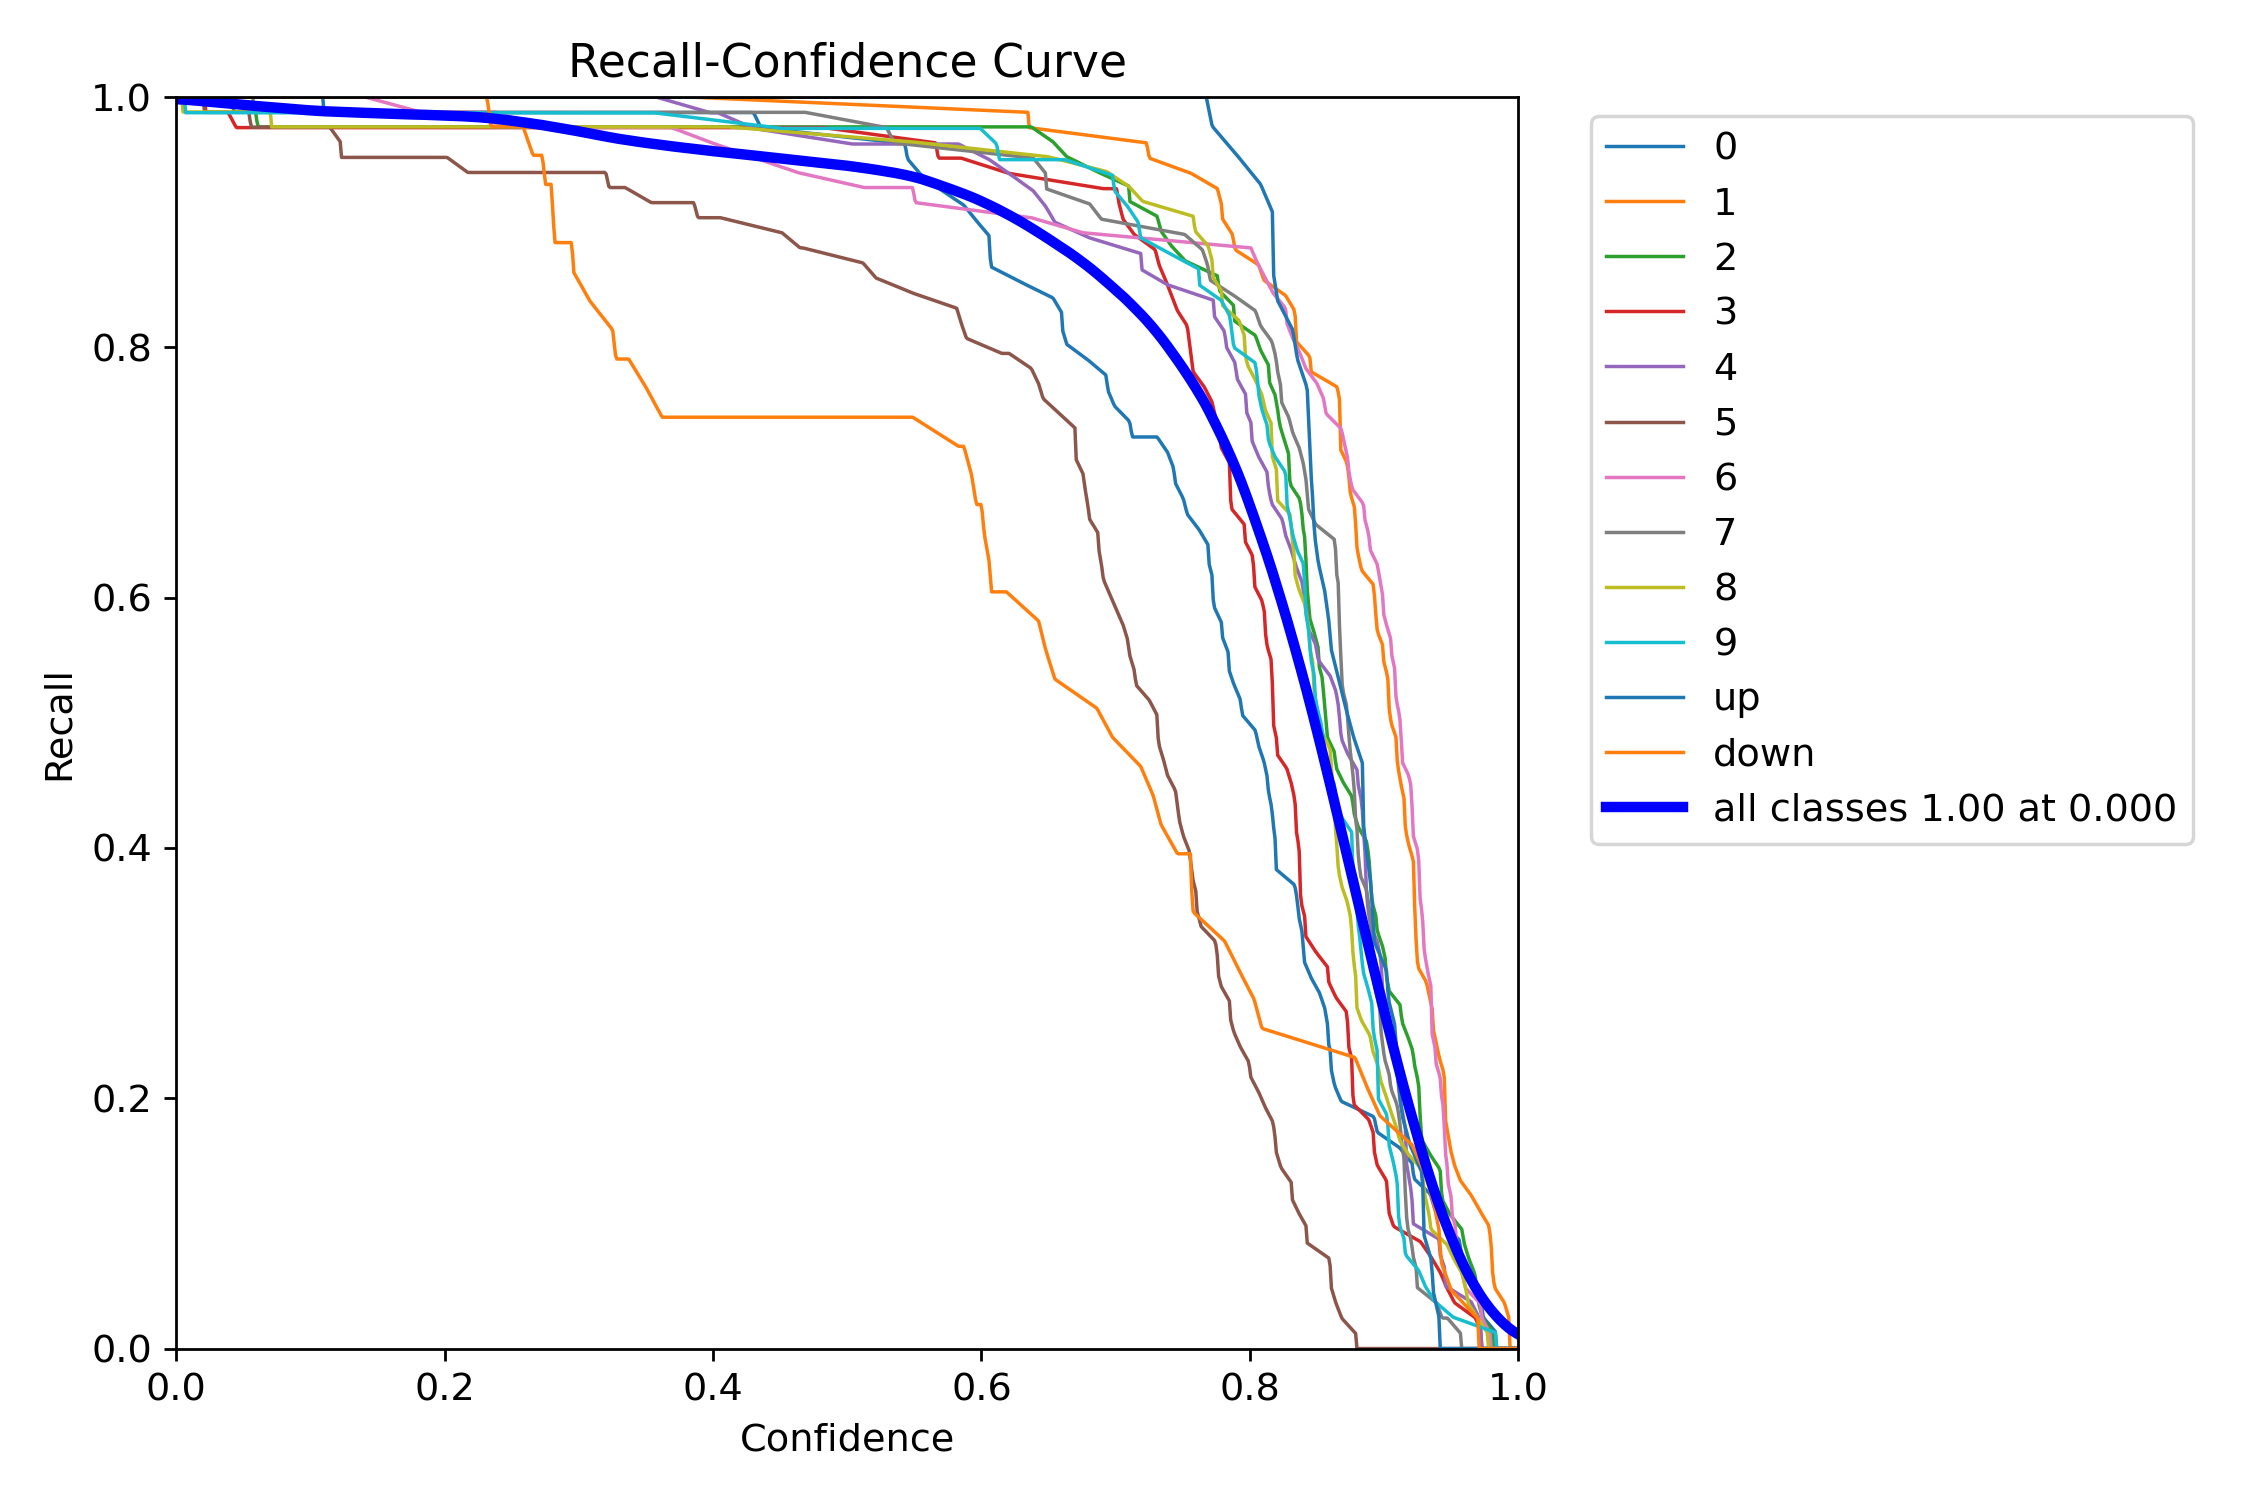 Recall-Confidence Curve
1.0
0.8
0.6
0.4
0.2
0.0
Recall
0.0 0.2 0.4 0.6 0.8 1.0
Confidence
0
1
2
3
4
5
6
7
8
9
up
down
all classes 1.00 at 0.000